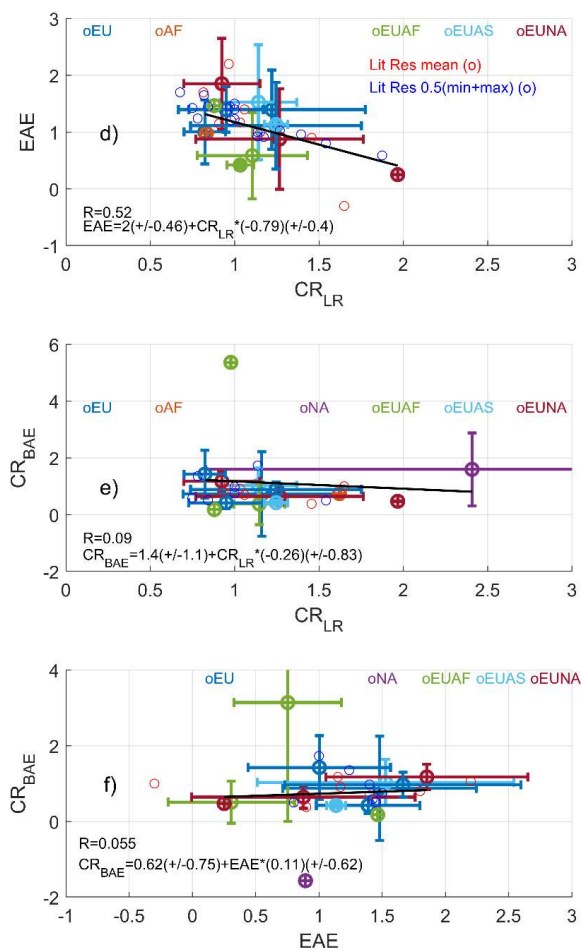 3
oEU oAF oEUAF oEUAS oEUNA
Lit Res mean (o)
Lit Res 0.5(min+max) (o)
2
EAE
d)
1
0
R=0.52
EAE=2(+/-0.46)+CR_LR*(-0.79)(+/-0.4)
-1
0 0.5 1 1.5 2 2.5 3
CR_LR
6
4
oEU oAF oNA oEUAF oEUAS oEUNA
CR_BAE
2
e)
0
R=0.09
CR_BAE=1.4(+/-1.1)+CR_LR*(-0.26)(+/-0.83)
-2
0 0.5 1 1.5 2 2.5 3
CR_LR
4
oEU oNA oEUAF oEUAS oEUNA
2
CR_BAE
f)
0
R=0.055
CR_BAE=0.62(+/-0.75)+EAE*(0.11)(+/-0.62)
-2
-1 -0.5 0 0.5 1 1.5 2 2.5 3
EAE